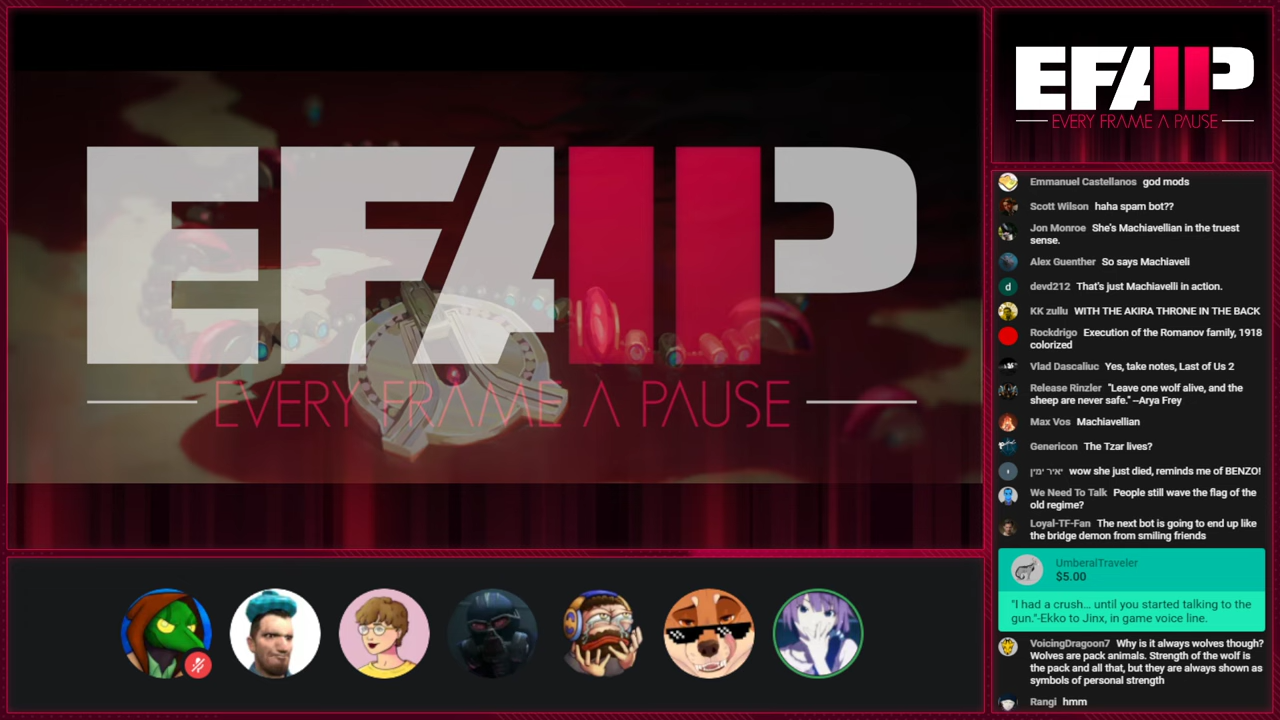 EFAP
EVERY FRAME A PAUSE
EFAP
EVERY FRAME A PAUSE
Emmanuel Castellanos god mods
Scott Wilson haha spam bot??
Jon Monroe She's Machiavellian in the truest
sense.
Alex Guenther So says Machiaveli
d devd212 That's just Machiavelli in action.
KK zullu WITH THE AKIRA THRONE IN THE BACK
Rockdrigo Execution of the Romanov family, 1918
colorized
Vlad Dascaliuc Yes, take notes, Last of Us 2
Release Rinzler "Leave one wolf alive, and the
sheep are never safe." --Arya Frey
Max Vos Machiavellian
Genericon The Tzar lives?
יאיר ימין wow she just died, reminds me of BENZO!
We Need To Talk People still wave the flag of the
old regime?
Loyal-TF-Fan The next bot is going to end up like
the bridge demon from smiling friends
UmberalTraveler
$5.00
"I had a crush... until you started talking to the
gun."-Ekko to Jinx, in game voice line.
VoicingDragoon7 Why is it always wolves though?
Wolves are pack animals. Strength of the wolf is
the pack and all that, but they are always shown as
symbols of personal strength
Rangi hmm